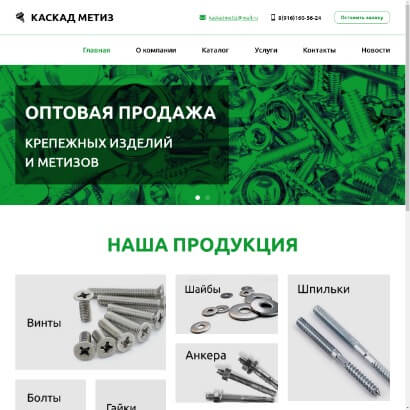 КАСКАД МЕТИЗ
kaskadmetiz@mail.ru
8(916)160-56-24
Оставить заявку
Главная
О компании
Каталог
Услуги
Контакты
Новости
ОПТОВАЯ ПРОДАЖА
КРЕПЕЖНЫХ ИЗДЕЛИЙ
И МЕТИЗОВ
НАША ПРОДУКЦИЯ
Винты
Шайбы
Шпильки
Анкера
Болты
Гайки